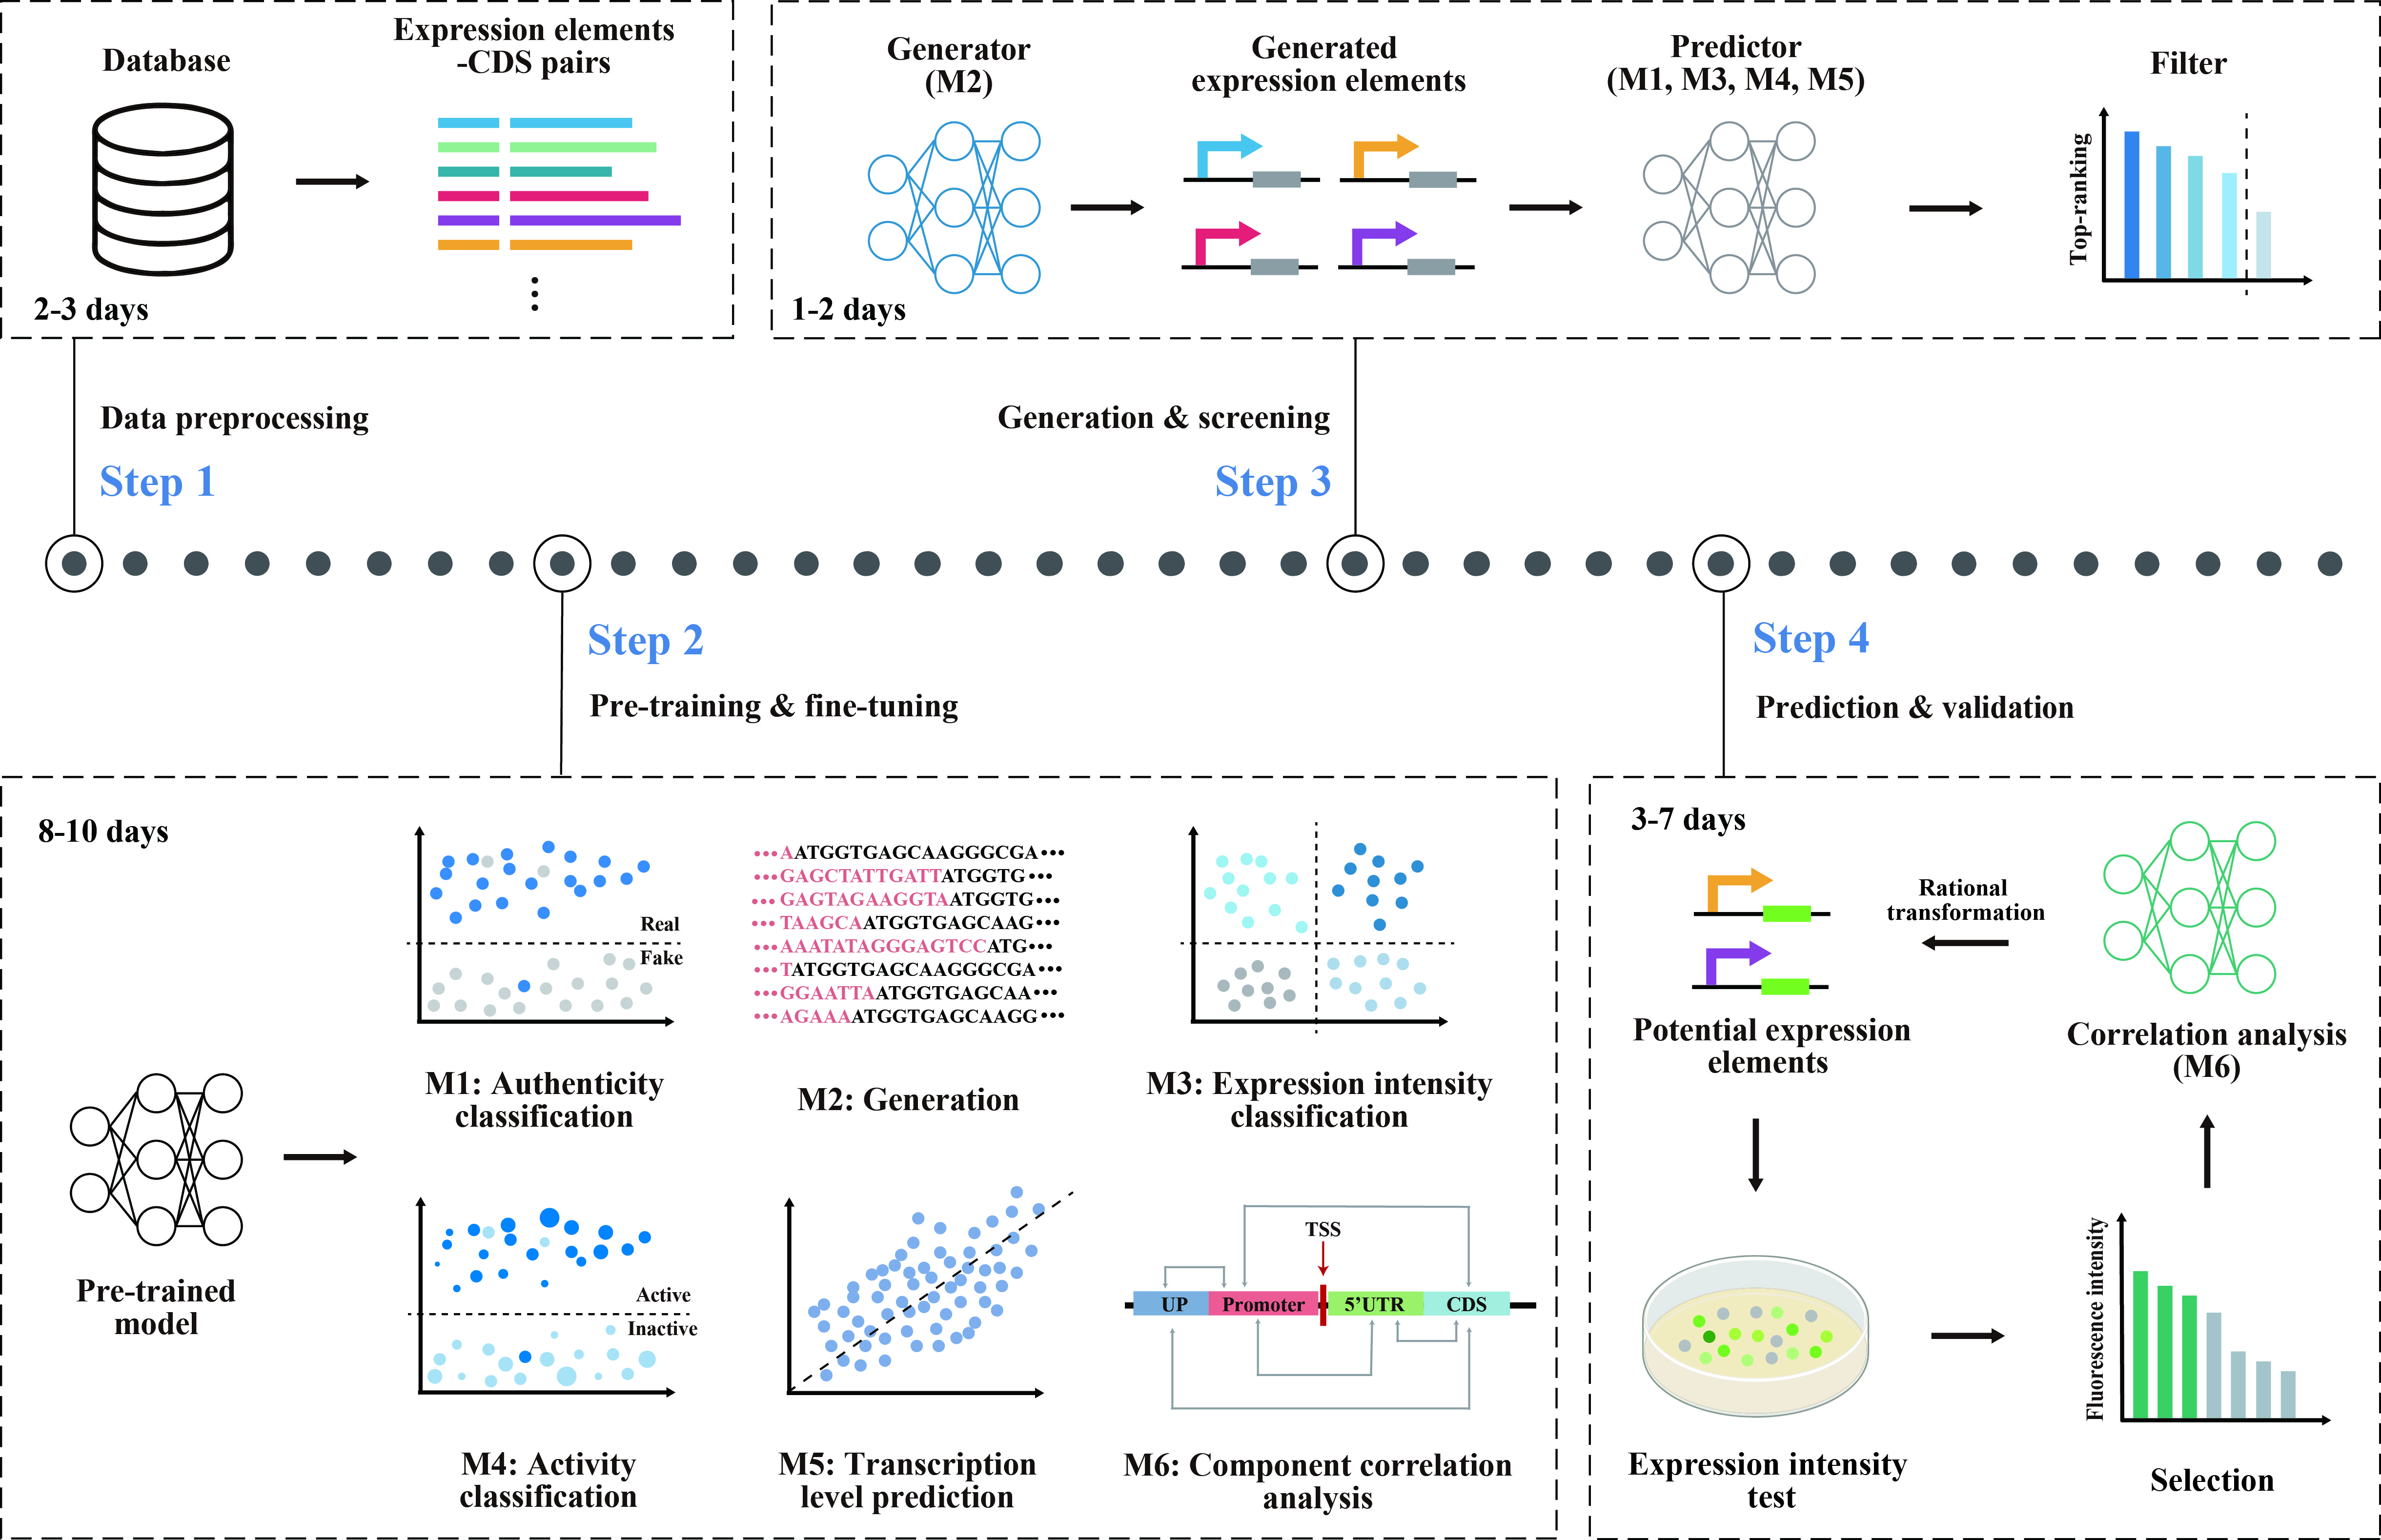 Database
Expression elements
-CDS pairs
2-3 days
Generator
(M2)
Generated
expression elements
Predictor
(M1, M3, M4, M5)
Filter
Top-ranking
1-2 days
Data preprocessing
Step 1
Generation & screening
Step 3
Step 2
Pre-training & fine-tuning
Step 4
Prediction & validation
8-10 days
Pre-trained
model
Real
Fake
M1: Authenticity
classification
•••AATGGTGAGCAAGGGCGA•••
•••GAGCTATTGATTATGGTG•••
•••GAGTAGAAGGTAATGGTG•••
•••TAAGCAATGGTGAGCAAG•••
•••AAATATAGGGAGTCCATG•••
•••TATGGTGAGCAAGGGCGA•••
•••GGAATTAATGGTGAGCAA•••
•••AGAAAATGGTGAGCAAGG•••
M2: Generation
M3: Expression intensity
classification
Active
Inactive
M4: Activity
classification
M5: Transcription
level prediction
TSS
UP Promoter 5’UTR CDS
M6: Component correlation
analysis
3-7 days
Rational
transformation
Potential expression
elements
Correlation analysis
(M6)
Expression intensity
test
Fluorescence intensity
Selection